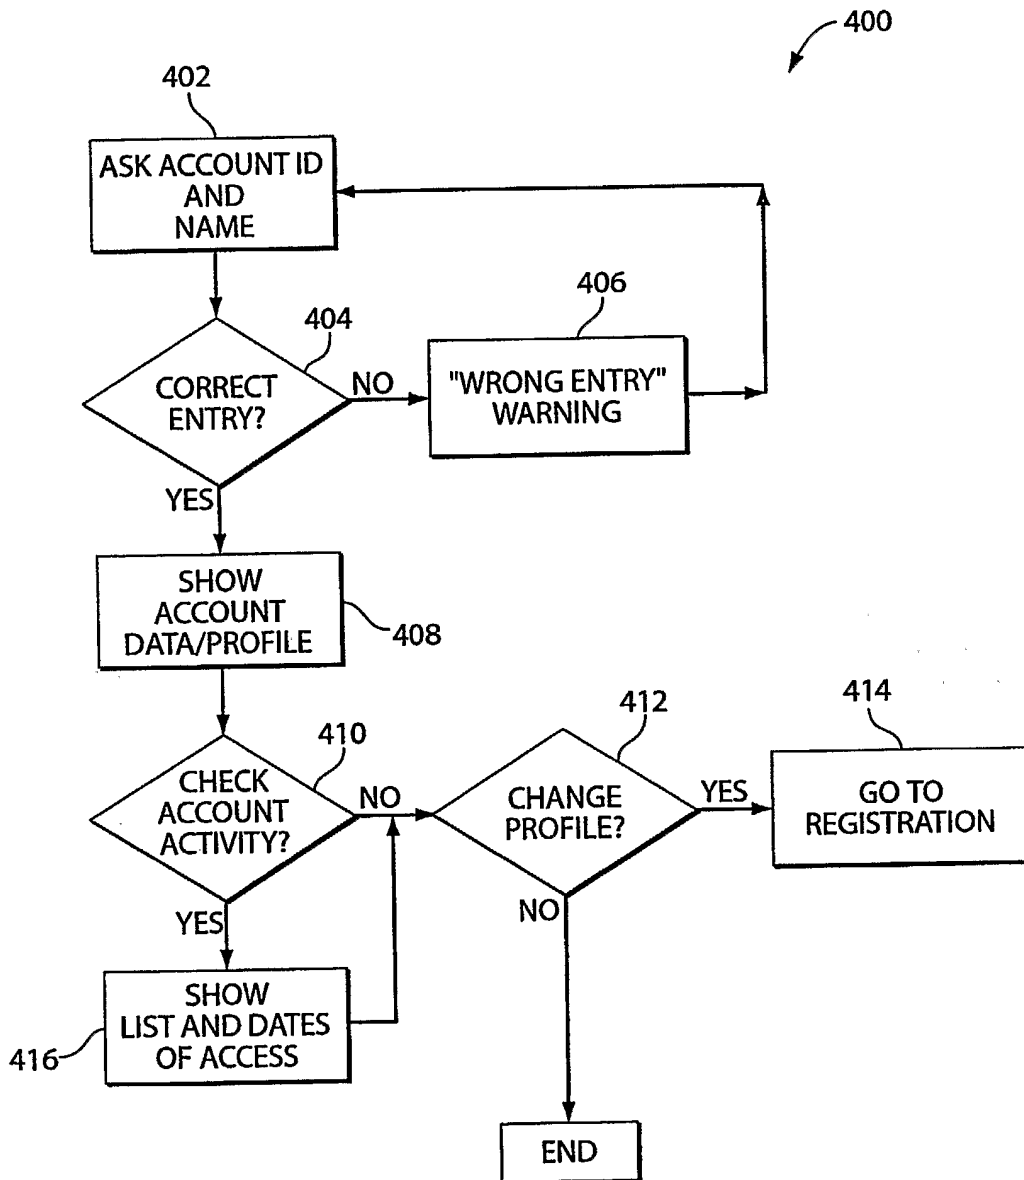 400
402
ASK ACCOUNT ID
AND
NAME
404
CORRECT
ENTRY?
NO
406
"WRONG ENTRY"
WARNING
YES
SHOW
ACCOUNT
DATA/PROFILE
408
410
CHECK
ACCOUNT
ACTIVITY?
NO
412
CHANGE
PROFILE?
YES
414
GO TO
REGISTRATION
YES
NO
SHOW
LIST AND DATES
OF ACCESS
416
END